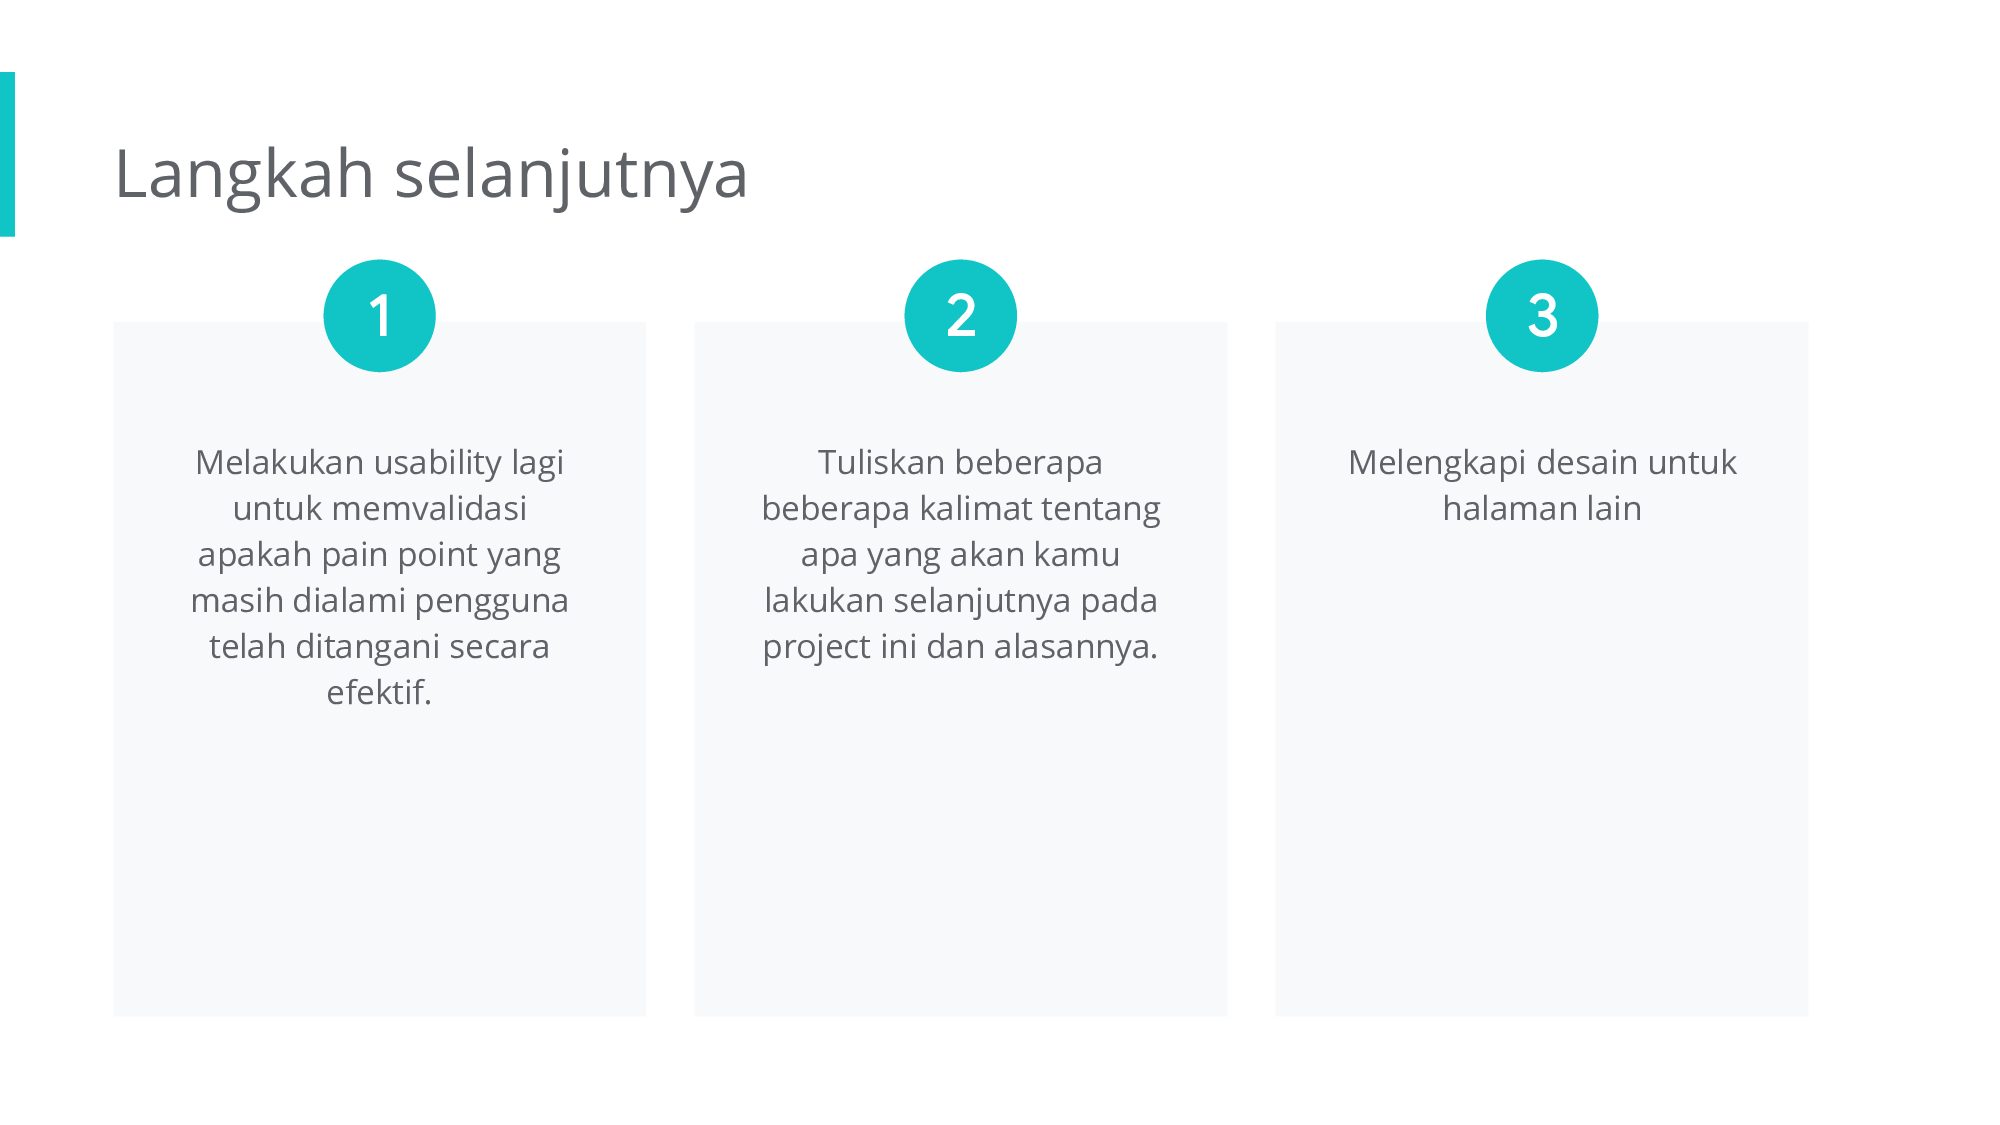 Langkah selanjutnya
1
Melakukan usability lagi
untuk memvalidasi
apakah pain point yang
masih dialami pengguna
telah ditangani secara
efektif.
2
Tuliskan beberapa
beberapa kalimat tentang
apa yang akan kamu
lakukan selanjutnya pada
project ini dan alasannya.
3
Melengkapi desain untuk
halaman lain